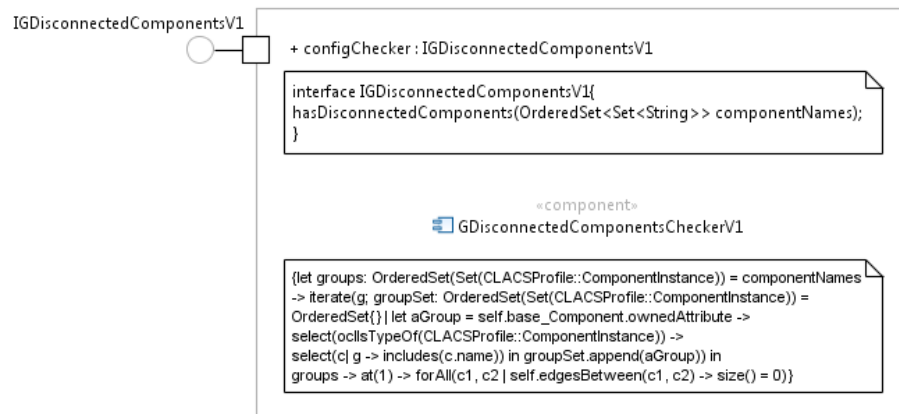 IGDisconnectedComponentsV1
+ configChecker : IGDisconnectedComponentsV1
interface IGDisconnectedComponentsV1{
hasDisconnectedComponents(OrderedSet<Set<String>> componentNames);
}
«component»
GDisconnectedComponentsCheckerV1
{let groups: OrderedSet(Set(CLACSProfile::ComponentInstance)) = componentNames
-> iterate(g; groupSet: OrderedSet(Set(CLACSProfile::ComponentInstance)) =
OrderedSet{} | let aGroup = self.base_Component.ownedAttribute ->
select(oclIsTypeOf(CLACSProfile::ComponentInstance)) ->
select(c| g -> includes(c.name)) in groupSet.append(aGroup)) in
groups -> at(1) -> forAll(c1, c2 | self.edgesBetween(c1, c2) -> size() = 0)}